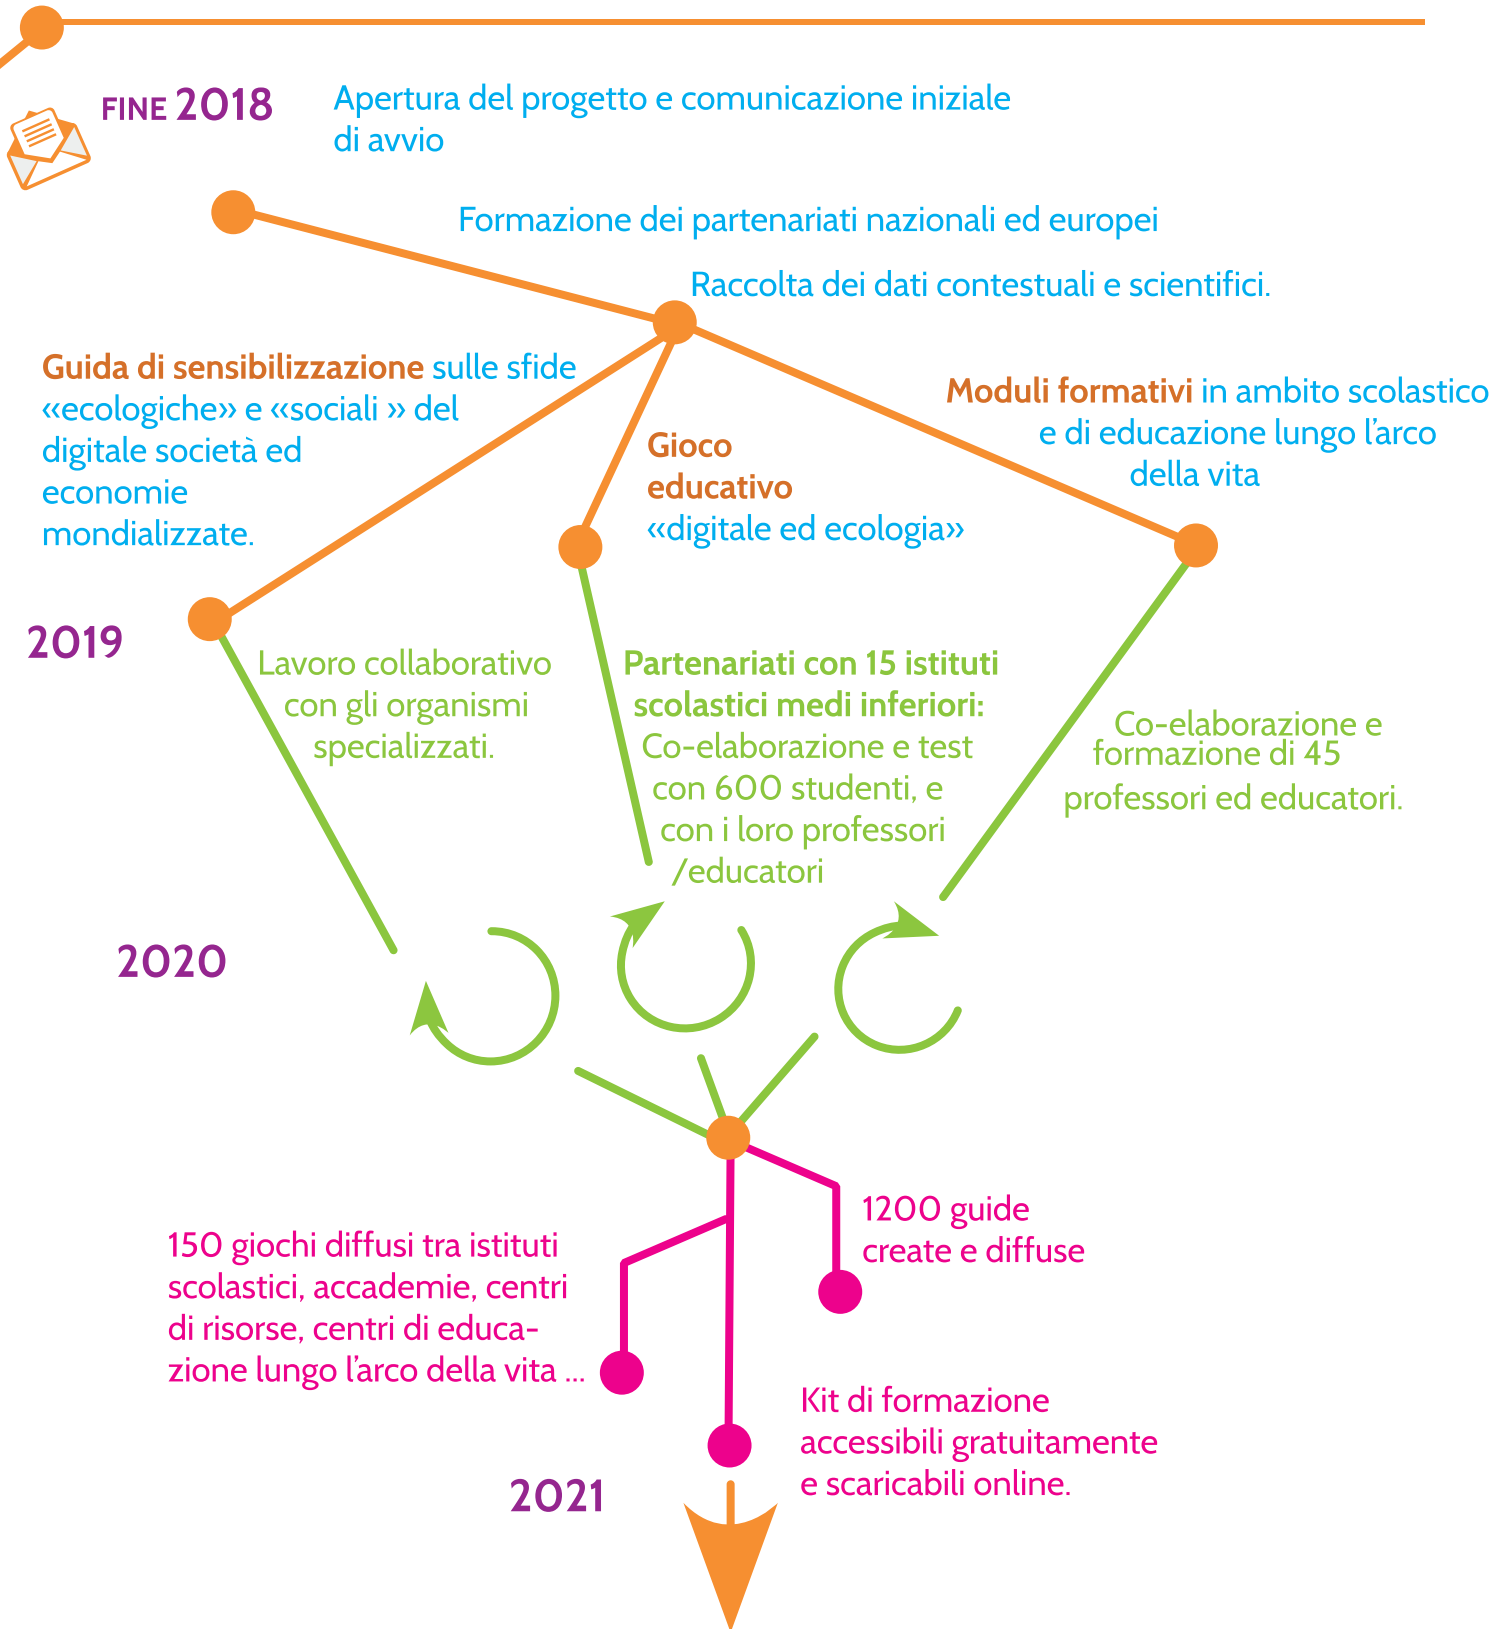 FINE 2018
Apertura del progetto e comunicazione iniziale
di avvio
Formazione dei partenariati nazionali ed europei
Raccolta dei dati contestuali e scientifici.
Guida di sensibilizzazione sulle sfide
«ecologiche» e «sociali » del
digitale società ed
economie
mondializzate.
Gioco
educativo
«digitale ed ecologia»
Moduli formativi in ambito scolastico
e di educazione lungo l'arco
della vita
2019
Lavoro collaborativo
con gli organismi
specializzati.
Partenariati con 15 istituti
scolastici medi inferiori:
Co-elaborazione e test
con 600 studenti, e
con i loro professori
/educatori
Co-elaborazione e
formazione di 45
professori ed educatori.
2020
150 giochi diffusi tra istituti
scolastici, accademie, centri
di risorse, centri di educa-
zione lungo l'arco della vita ...
1200 guide
create e diffuse
Kit di formazione
accessibili gratuitamente
e scaricabili online.
2021